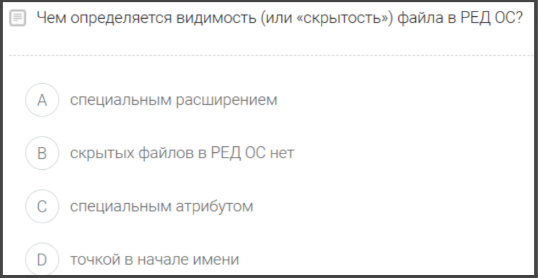 Чем определяется видимость (или «скрытость») файла в РЕД ОС?
A специальным расширением
B скрытых файлов в РЕД ОС нет
C специальным атрибутом
D точкой в начале имени